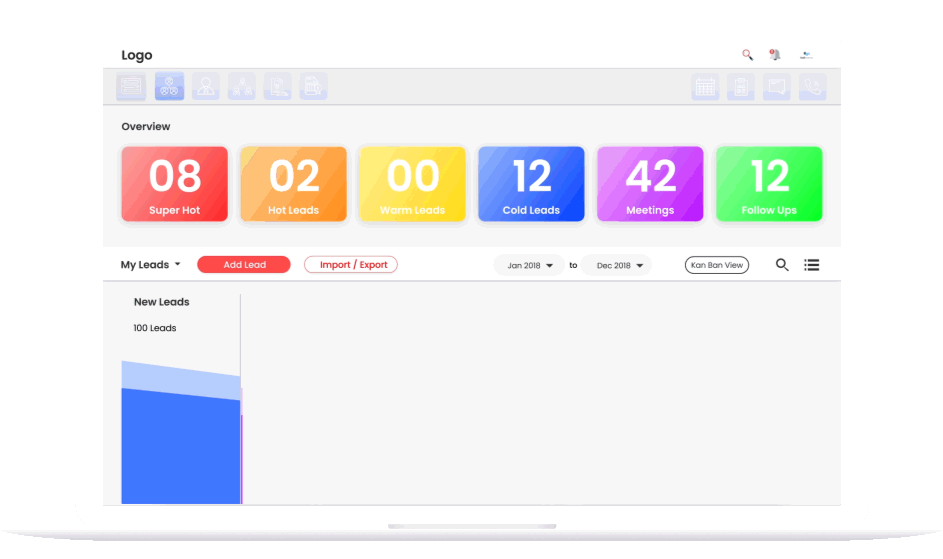 Logo
Overview
08 02 00 12 42 12
Super Hot Hot Leads Warm Leads Cold Leads Meetings Follow Ups
My Leads Add Lead Import / Export Jan 2018 to Dec 2018 Kan Ban View
New Leads
100 Leads